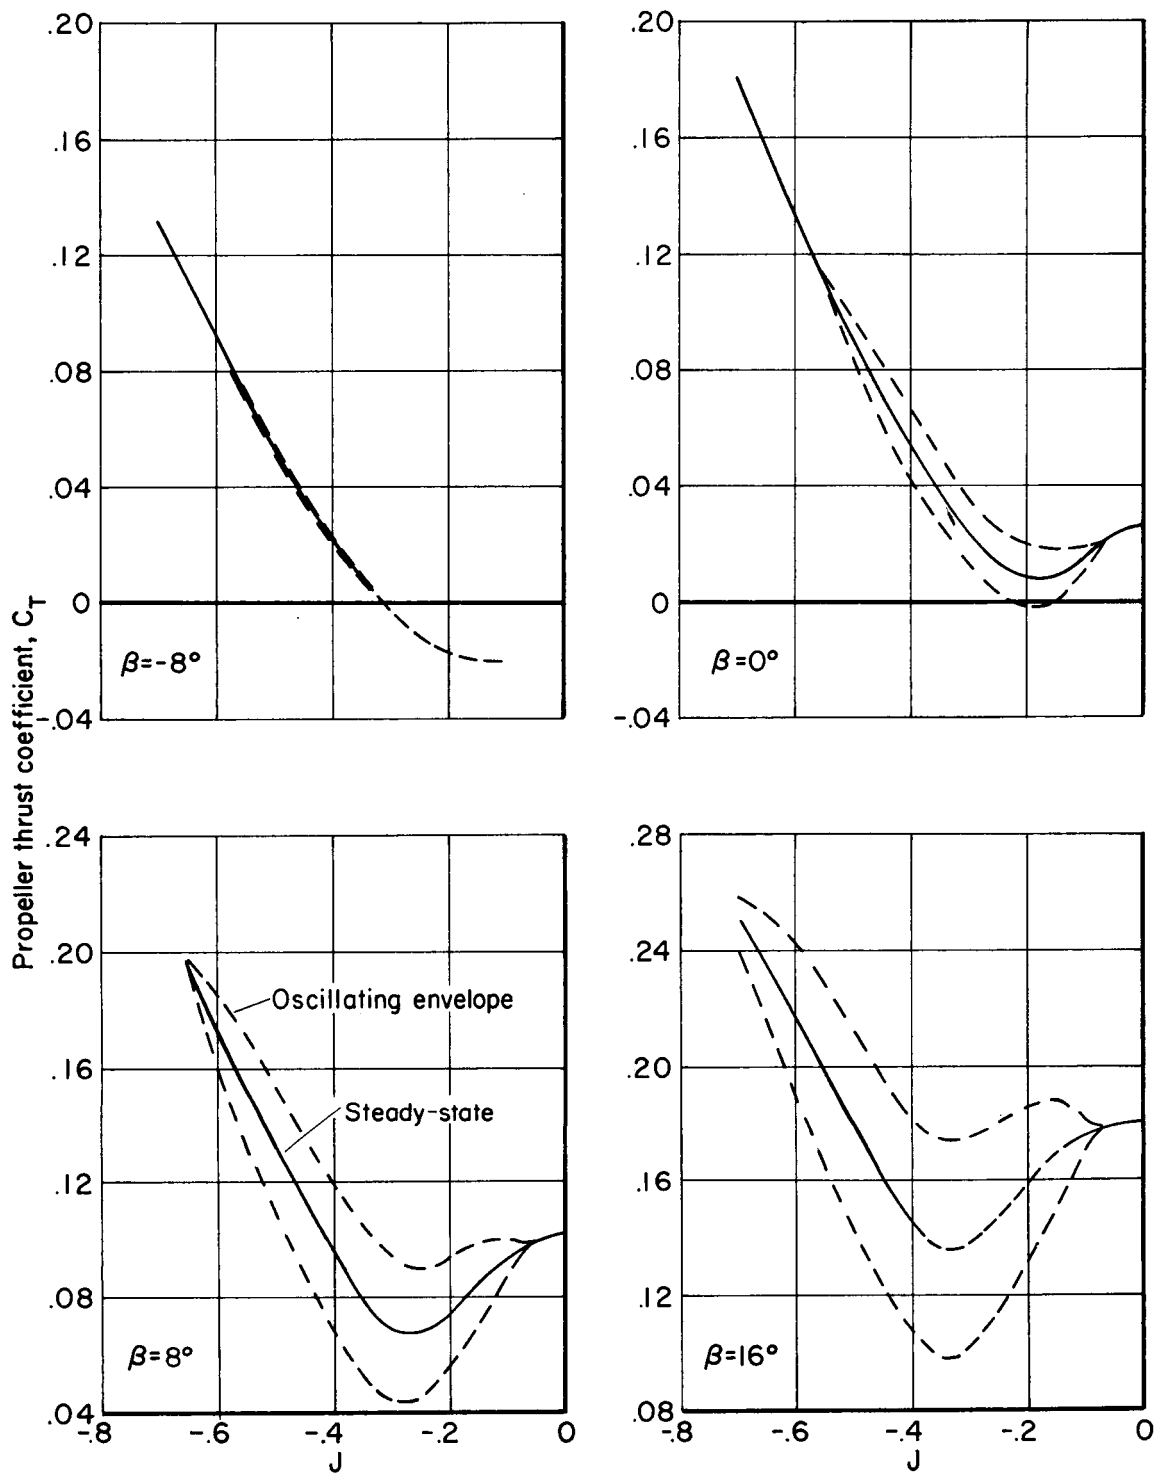 Propeller thrust coefficient, C_T
.20
.16
.12
.08
.04
0
-.04
β=-8°
.20
.16
.12
.08
.04
0
-.04
β=0°
.24
.20
.16
.12
.08
.04
Oscillating envelope
Steady-state
β=8°
-.8 -.6 -.4 -.2 0
J
.28
.24
.20
.16
.12
.08
β=16°
-.8 -.6 -.4 -.2 0
J